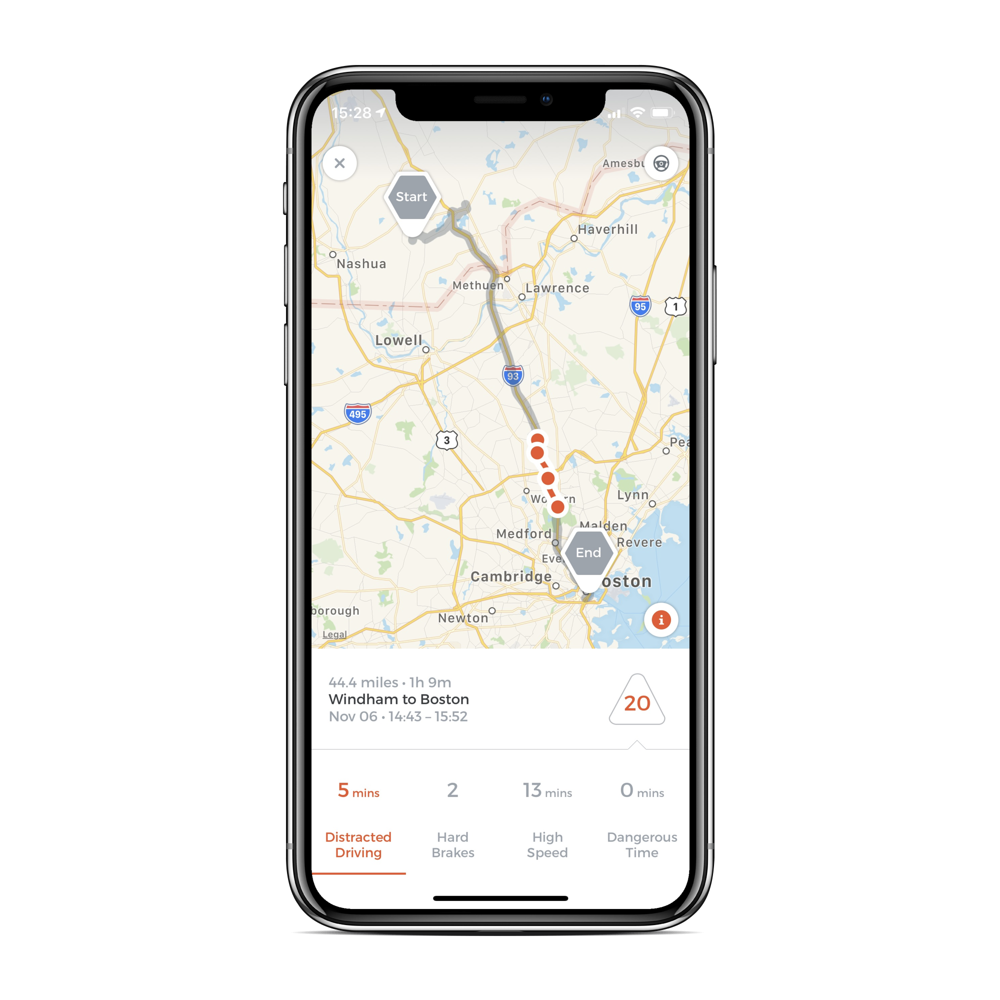 15:28
Amesbu
Start
Haverhill
Nashua
Methuen
Lawrence
95
1
Lowell
93
495
3
Pea
Wo rn
Lynn
Malden
Medford
Revere
End
Eve
Cambridge
oston
borough
Newton
Legal
44.4 miles • 1h 9m
Windham to Boston
Nov 06 • 14:43 – 15:52
20
5 mins
2
13 mins
0 mins
Distracted
Driving
Hard
Brakes
High
Speed
Dangerous
Time